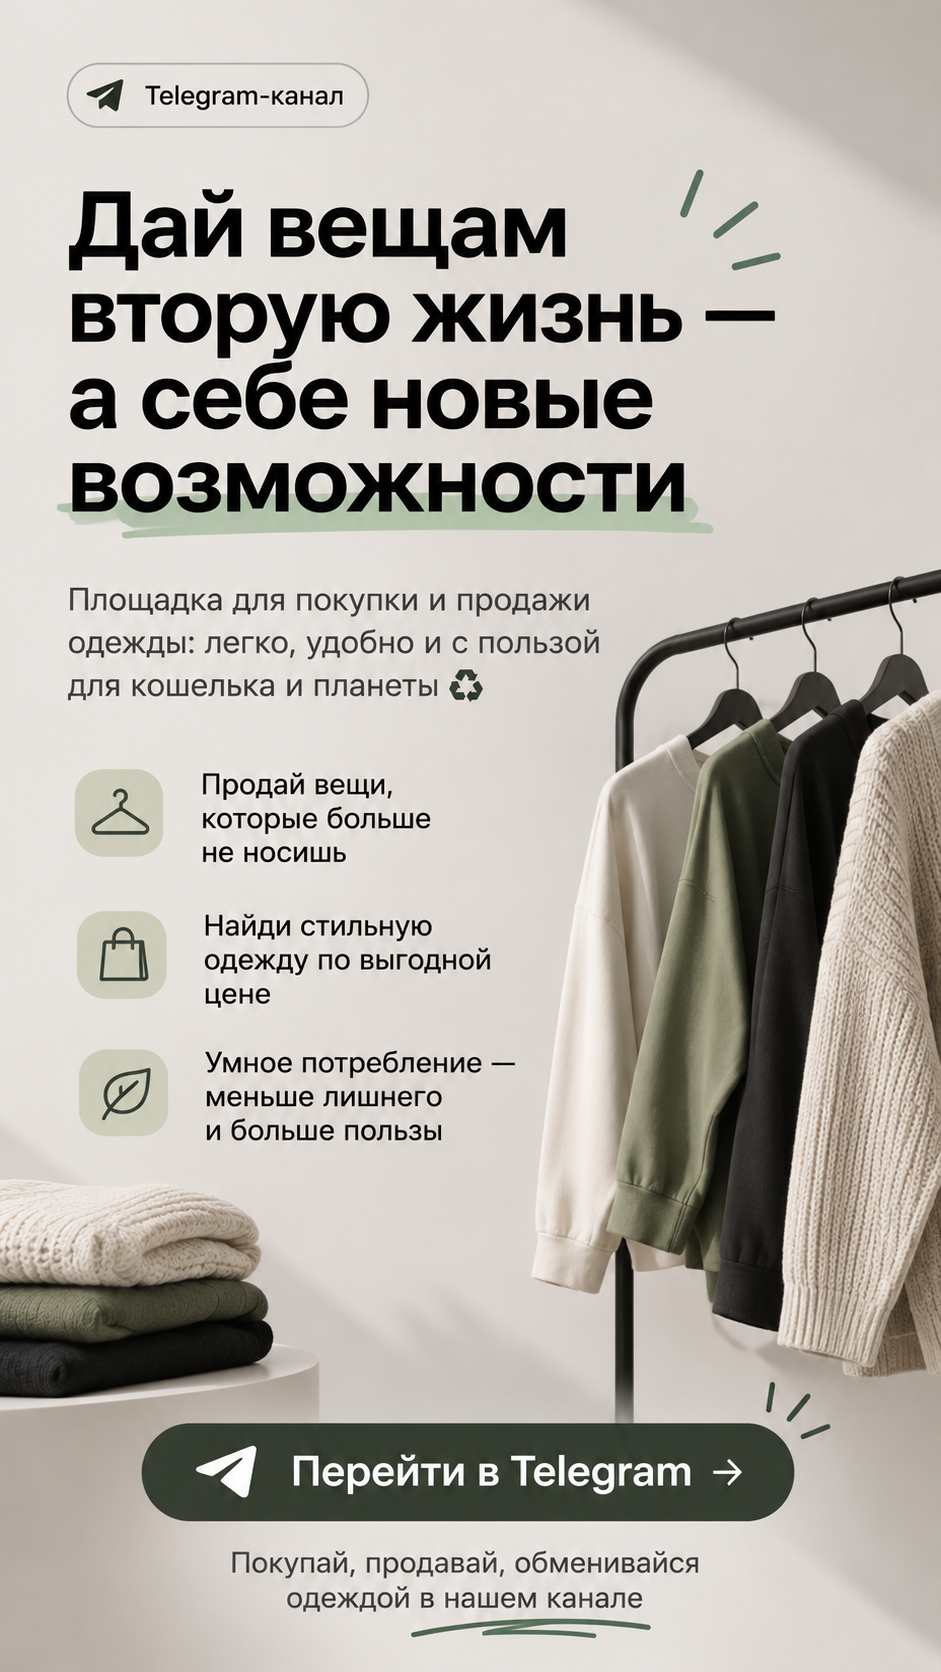 Telegram-канал
Дай вещам
вторую жизнь —
а себе новые
возможности
Площадка для покупки и продажи
одежды: легко, удобно и с пользой
для кошелька и планеты ♻
Продай вещи,
которые больше
не носишь
Найди стильную
одежду по выгодной
цене
Умное потребление —
меньше лишнего
и больше пользы
Перейти в Telegram →
Покупай, продавай, обменивайся
одеждой в нашем канале